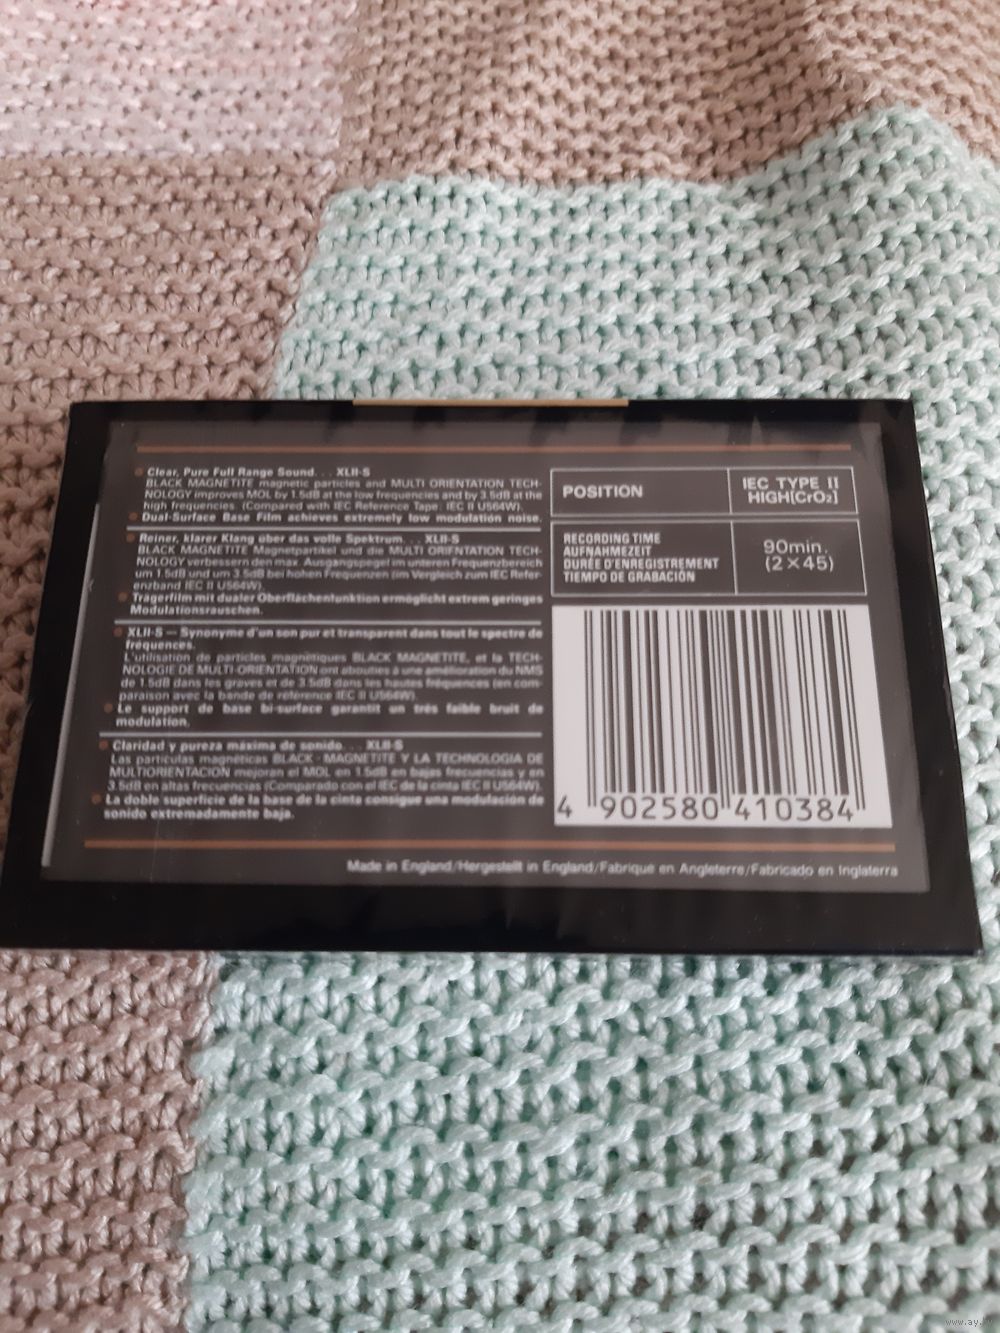 Clear, Pure Full Range Sound. . . XLII-S
BLACK MAGNETITE magnetic particles and MULTI ORIENTATION TECH-
NOLOGY improves MOL by 1.5dB at the low frequencies and by 3.5dB at the
high frequencies. (Compared with IEC Reference Tape: IEC II U564W).
Dual-Surface Base Film achieves extremely low modulation noise.
Reiner, klarer Klang über das volle Spektrum. . . XLII-S
BLACK MAGNETITE Magnetpartikel und die MULTI ORIENTATION TECH-
NOLOGY verbessern den max. Ausgangspegel im unteren Frequenzbereich
um 1.5dB und um 3.5dB bei hohen Frequenzen (im Vergleich zum IEC Refer-
enzband IEC II U564W).
Trägerfilm mit dualer Oberflächenfunktion ermöglicht extrem geringes
Modulationsrauschen.
XLII-S — Synonyme d'un son pur et transparent dans tout le spectre de
fréquences.
L'utilisation de particles magnétiques BLACK MAGNETITE, et la TECH-
NOLOGIE DE MULTI-ORIENTATION ont abouties a une amélioration du NMS
de 1.5dB dans les graves et de 3.5dB dans les hautes fréquences (en com-
paraison avec la bande de référence IEC II U564W).
Le support de base bi-surface garantit un très faible bruit de
modulation.
Claridad y pureza máxima de sonido. . . XLII-S
Las partículas magnéticas BLACK-MAGNETITE Y LA TECHNOLOGIA DE
MULTIORIENTACION mejoran el MOL en 1.5dB en bajas frecuencias y en
3.5dB en altas frecuencias (Comparado con el IEC de la cinta IEC II U564W).
La doble superficie de la base de la cinta consigue una modulación de
sonido extremadamente baja.
POSITION
IEC TYPE II
HIGH[CrO₂]
RECORDING TIME
AUFNAHMEZEIT
DURÉE D'ENREGISTREMENT
TIEMPO DE GRABACIÓN
90min.
(2×45)
4 902580 410384
Made in England/Hergestellt in England/Fabrique en Angleterre/Fabricado en Inglaterra